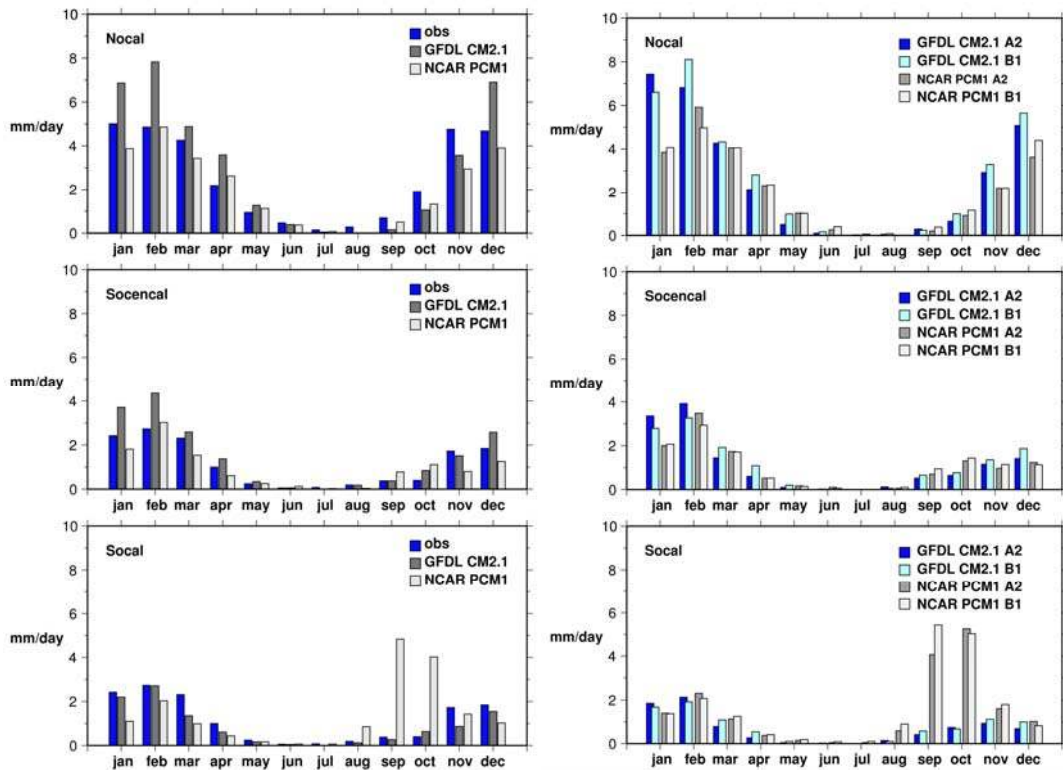 Nocal
obs
GFDL CM2.1
NCAR PCM1
mm/day
10
8
6
4
2
0
jan feb mar apr may jun jul aug sep oct nov dec
Socencal
obs
GFDL CM2.1
NCAR PCM1
mm/day
10
8
6
4
2
0
jan feb mar apr may jun jul aug sep oct nov dec
Socal
obs
GFDL CM2.1
NCAR PCM1
mm/day
10
8
6
4
2
0
jan feb mar apr may jun jul aug sep oct nov dec
Nocal
GFDL CM2.1 A2
GFDL CM2.1 B1
NCAR PCM1 A2
NCAR PCM1 B1
mm/day
10
8
6
4
2
0
jan feb mar apr may jun jul aug sep oct nov dec
Socencal
GFDL CM2.1 A2
GFDL CM2.1 B1
NCAR PCM1 A2
NCAR PCM1 B1
mm/day
10
8
6
4
2
0
jan feb mar apr may jun jul aug sep oct nov dec
Socal
GFDL CM2.1 A2
GFDL CM2.1 B1
NCAR PCM1 A2
NCAR PCM1 B1
mm/day
10
8
6
4
2
0
jan feb mar apr may jun jul aug sep oct nov dec